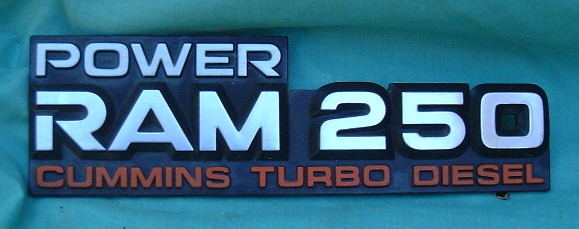 POWER
RAM 250
CUMMINS TURBO DIESEL